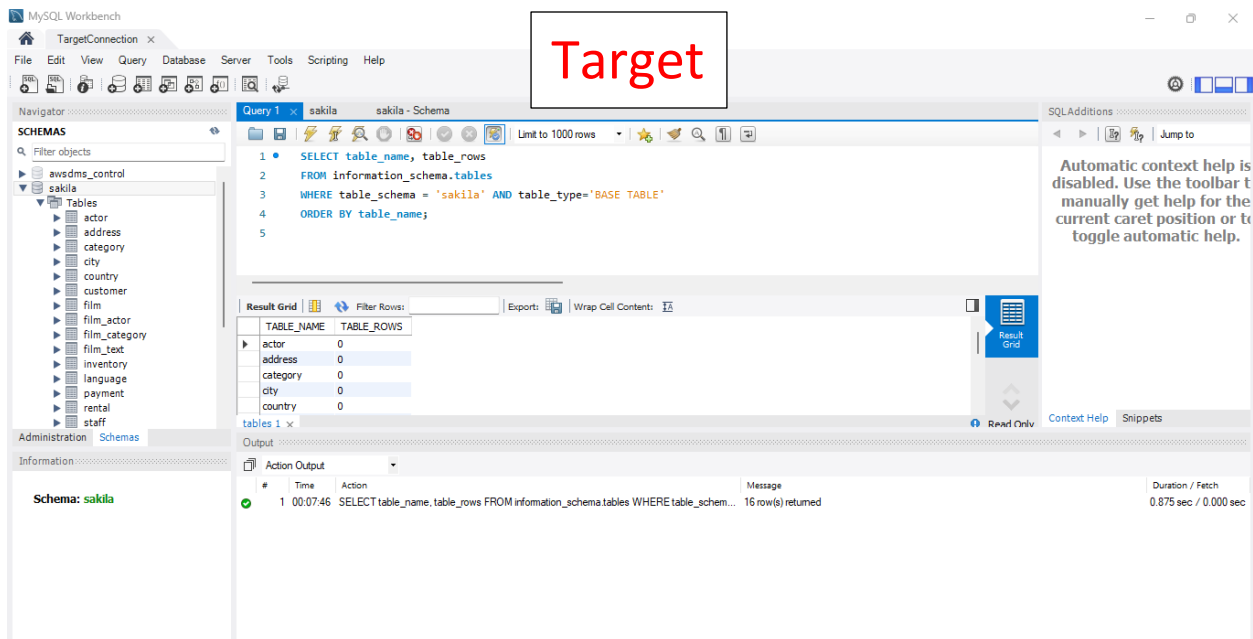 MySQL Workbench
TargetConnection ×
File Edit View Query Database Server Tools Scripting Help
Target
Navigator
SCHEMAS
Filter objects
awsdms_control
sakila
Tables
actor
address
category
city
country
customer
film
film_actor
film_category
film_text
inventory
language
payment
rental
staff
Administration Schemas
Information
Schema: sakila
Query 1 × sakila sakila - Schema
Limit to 1000 rows
1 SELECT table_name, table_rows
2 FROM information_schema.tables
3 WHERE table_schema = 'sakila' AND table_type='BASE TABLE'
4 ORDER BY table_name;
5
Result Grid Filter Rows: Export: Wrap Cell Content:
TABLE_NAME TABLE_ROWS
actor 0
address 0
category 0
city 0
country 0
Result
Grid
tables 1 × Read Only
SQLAdditions
Jump to
Automatic context help is
disabled. Use the toolbar t
manually get help for the
current caret position or to
toggle automatic help.
Context Help Snippets
Output
Action Output
# Time Action Message Duration / Fetch
1 00:07:46 SELECT table_name, table_rows FROM information_schema.tables WHERE table_schem... 16 row(s) returned 0.875 sec / 0.000 sec